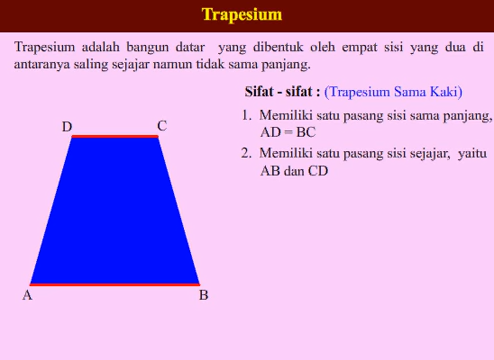 Trapesium
Trapesium adalah bangun datar yang dibentuk oleh empat sisi yang dua di
antaranya saling sejajar namun tidak sama panjang.
Sifat - sifat : (Trapesium Sama Kaki)
1. Memiliki satu pasang sisi sama panjang,
AD = BC
2. Memiliki satu pasang sisi sejajar, yaitu
AB dan CD
D C
A B